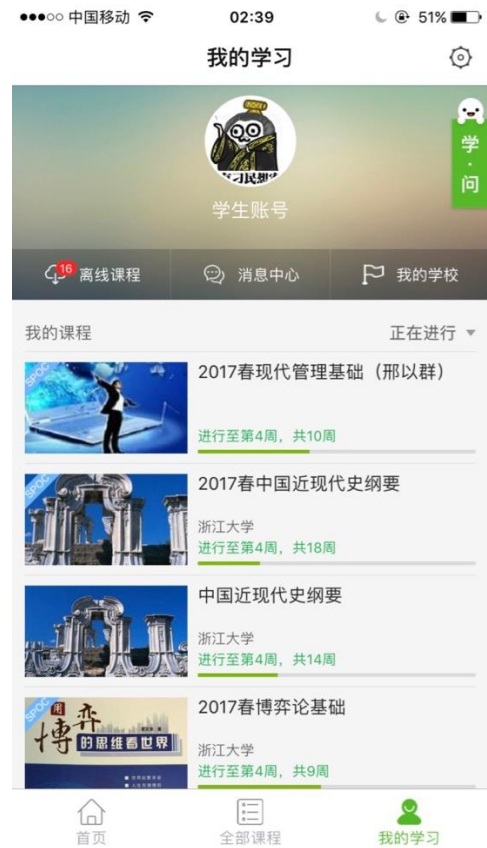 中国移动 02:39 51%
我的学习
学生账号
学·问
16 离线课程 消息中心 我的学校
我的课程 正在进行
SPOC
2017春现代管理基础（邢以群）
进行至第4周，共10周
SPOC
2017春中国近现代史纲要
浙江大学
进行至第4周，共18周
中国近现代史纲要
浙江大学
进行至第4周，共14周
SPOC
用
博弈
的思维看世界
2017春博弈论基础
浙江大学
进行至第4周，共9周
首页 全部课程 我的学习